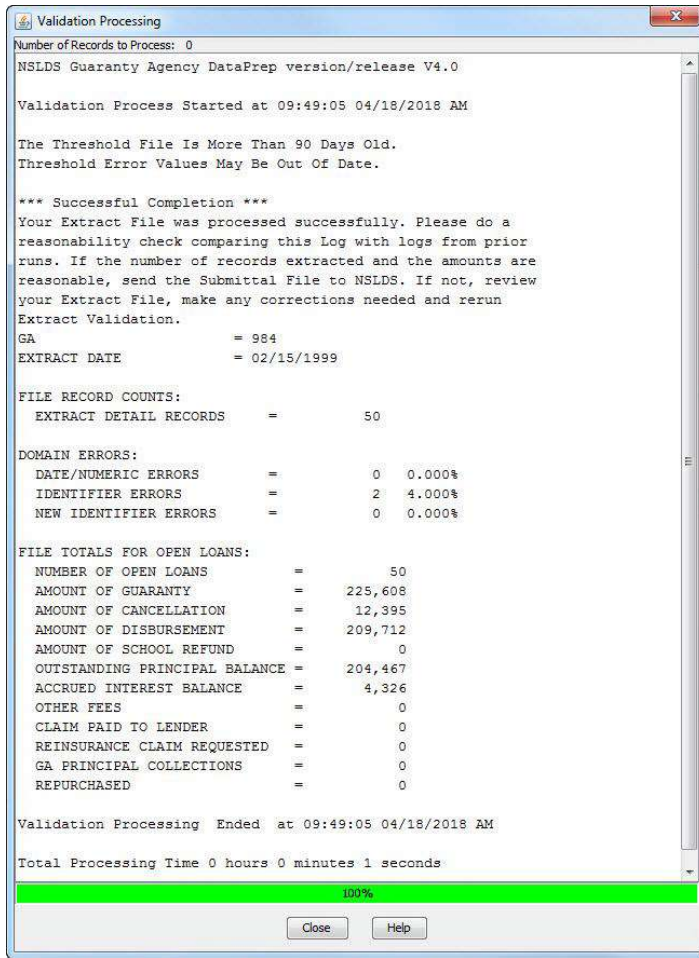 Validation Processing
Number of Records to Process: 0
NSLDS Guaranty Agency DataPrep version/release V4.0
Validation Process Started at 09:49:05 04/18/2018 AM
The Threshold File Is More Than 90 Days Old.
Threshold Error Values May Be Out Of Date.
*** Successful Completion ***
Your Extract File was processed successfully. Please do a
reasonability check comparing this Log with logs from prior
runs. If the number of records extracted and the amounts are
reasonable, send the Submittal File to NSLDS. If not, review
your Extract File, make any corrections needed and rerun
Extract Validation.
GA = 984
EXTRACT DATE = 02/15/1999
FILE RECORD COUNTS:
EXTRACT DETAIL RECORDS = 50
DOMAIN ERRORS:
DATE/NUMERIC ERRORS = 0 0.000%
IDENTIFIER ERRORS = 2 4.000%
NEW IDENTIFIER ERRORS = 0 0.000%
FILE TOTALS FOR OPEN LOANS:
NUMBER OF OPEN LOANS = 50
AMOUNT OF GUARANTY = 225,608
AMOUNT OF CANCELLATION = 12,395
AMOUNT OF DISBURSEMENT = 209,712
AMOUNT OF SCHOOL REFUND = 0
OUTSTANDING PRINCIPAL BALANCE = 204,467
ACCRUED INTEREST BALANCE = 4,326
OTHER FEES = 0
CLAIM PAID TO LENDER = 0
REINSURANCE CLAIM REQUESTED = 0
GA PRINCIPAL COLLECTIONS = 0
REPURCHASED = 0
Validation Processing Ended at 09:49:05 04/18/2018 AM
Total Processing Time 0 hours 0 minutes 1 seconds
100%
Close Help